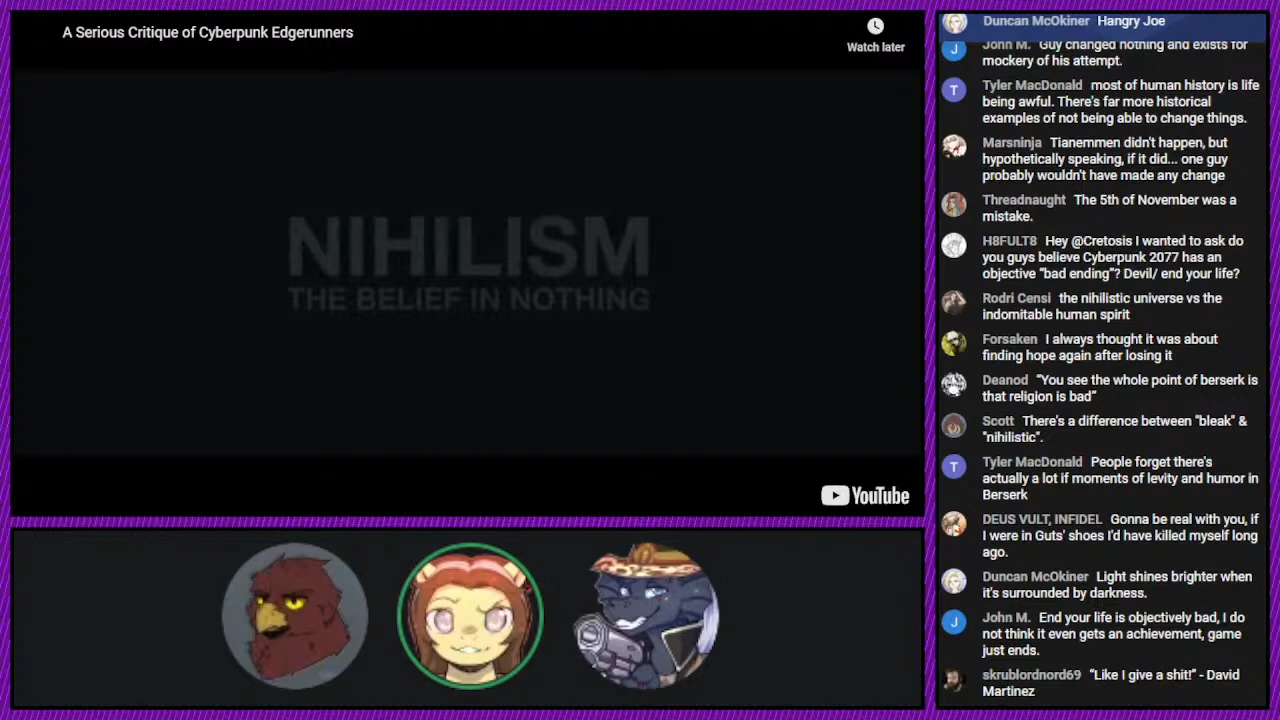 A Serious Critique of Cyberpunk Edgerunners
Watch later
NIHILISM
THE BELIEF IN NOTHING
YouTube
Duncan McOkiner Hangry Joe
John M. Guy changed nothing and exists for
mockery of his attempt.
T
Tyler MacDonald most of human history is life
being awful. There's far more historical
examples of not being able to change things.
Marsninja Tianemmen didn't happen, but
hypothetically speaking, if it did... one guy
probably wouldn't have made any change
Threadnaught The 5th of November was a
mistake.
H8FULT8 Hey @Cretosis I wanted to ask do
you guys believe Cyberpunk 2077 has an
objective “bad ending”? Devil/ end your life?
Rodri Censi the nihilistic universe vs the
indomitable human spirit
Forsaken I always thought it was about
finding hope again after losing it
Deanod “You see the whole point of berserk is
that religion is bad”
Scott There's a difference between "bleak" &
"nihilistic".
T
Tyler MacDonald People forget there's
actually a lot if moments of levity and humor in
Berserk
DEUS VULT, INFIDEL Gonna be real with you, if
I were in Guts' shoes I'd have killed myself long
ago.
Duncan McOkiner Light shines brighter when
it's surrounded by darkness.
J
John M. End your life is objectively bad, I do
not think it even gets an achievement, game
just ends.
skrublordnord69 “Like I give a shit!” - David
Martinez